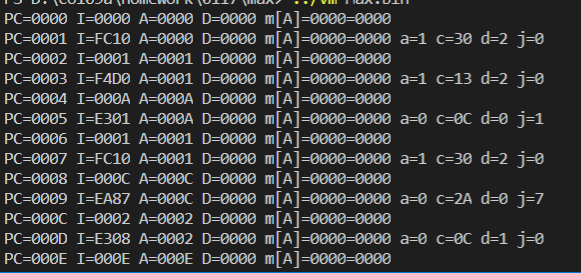 PS D:\co109a\homework\0117\max> ../vm Max.bin
PC=0000 I=0000 A=0000 D=0000 m[A]=0000=0000
PC=0001 I=FC10 A=0000 D=0000 m[A]=0000=0000 a=1 c=30 d=2 j=0
PC=0002 I=0001 A=0001 D=0000 m[A]=0000=0000
PC=0003 I=F4D0 A=0001 D=0000 m[A]=0000=0000 a=1 c=13 d=2 j=0
PC=0004 I=000A A=000A D=0000 m[A]=0000=0000
PC=0005 I=E301 A=000A D=0000 m[A]=0000=0000 a=0 c=0C d=0 j=1
PC=0006 I=0001 A=0001 D=0000 m[A]=0000=0000
PC=0007 I=FC10 A=0001 D=0000 m[A]=0000=0000 a=1 c=30 d=2 j=0
PC=0008 I=000C A=000C D=0000 m[A]=0000=0000
PC=0009 I=EA87 A=000C D=0000 m[A]=0000=0000 a=0 c=2A d=0 j=7
PC=000C I=0002 A=0002 D=0000 m[A]=0000=0000
PC=000D I=E308 A=0002 D=0000 m[A]=0000=0000 a=0 c=0C d=1 j=0
PC=000E I=000E A=000E D=0000 m[A]=0000=0000